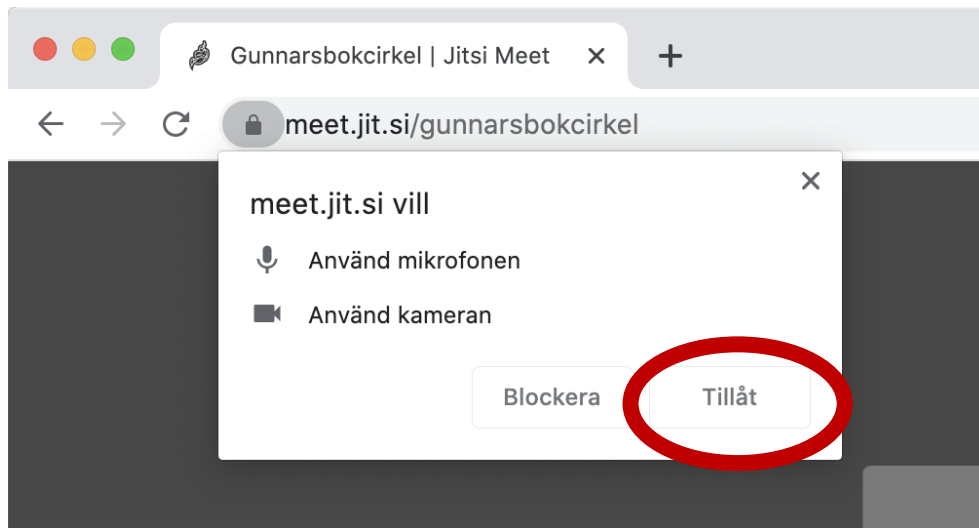 Gunnarsbokcirkel | Jitsi Meet
meet.jit.si/gunnarsbokcirkel
meet.jit.si vill
Använd mikrofonen
Använd kameran
Blockera Tillåt